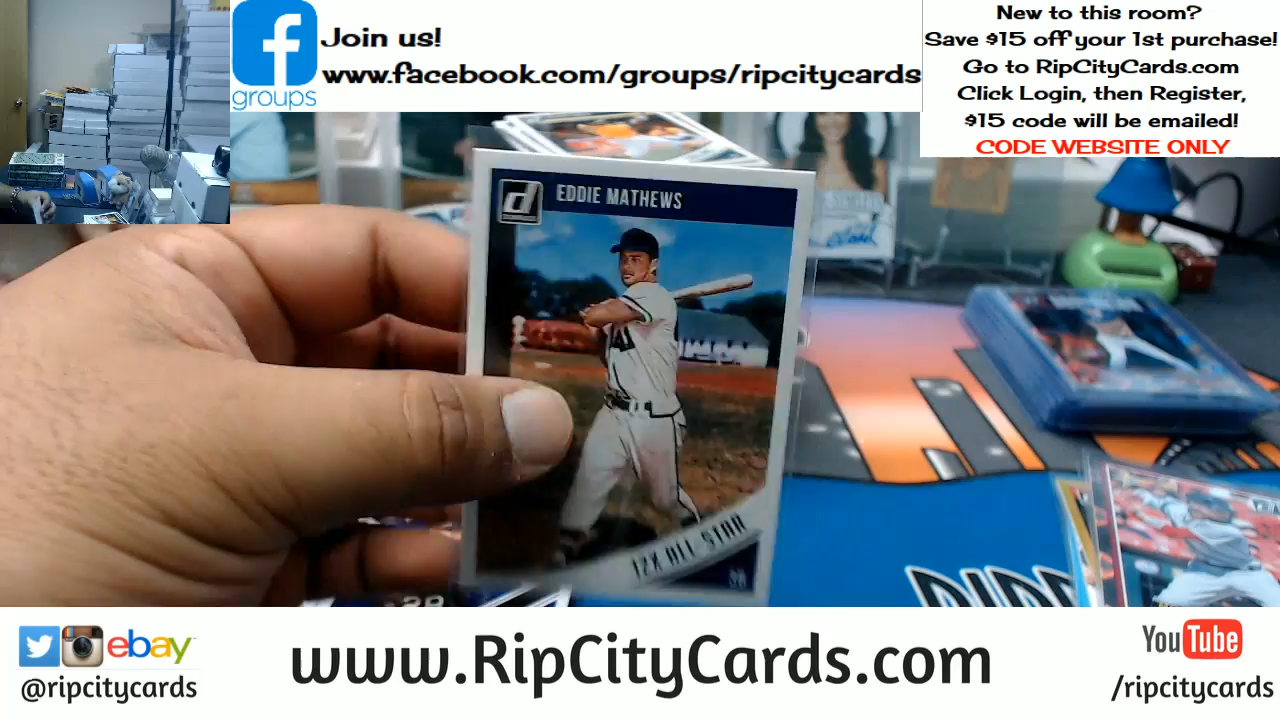 f
groups
Join us!
www.facebook.com/groups/ripcitycards
New to this room?
Save $15 off your 1st purchase!
Go to RipCityCards.com
Click Login, then Register,
$15 code will be emailed!
CODE WEBSITE ONLY
d
EDDIE MATHEWS
12X ALL-STAR
3B
ebay
@ripcitycards
www.RipCityCards.com
YouTube
/ripcitycards